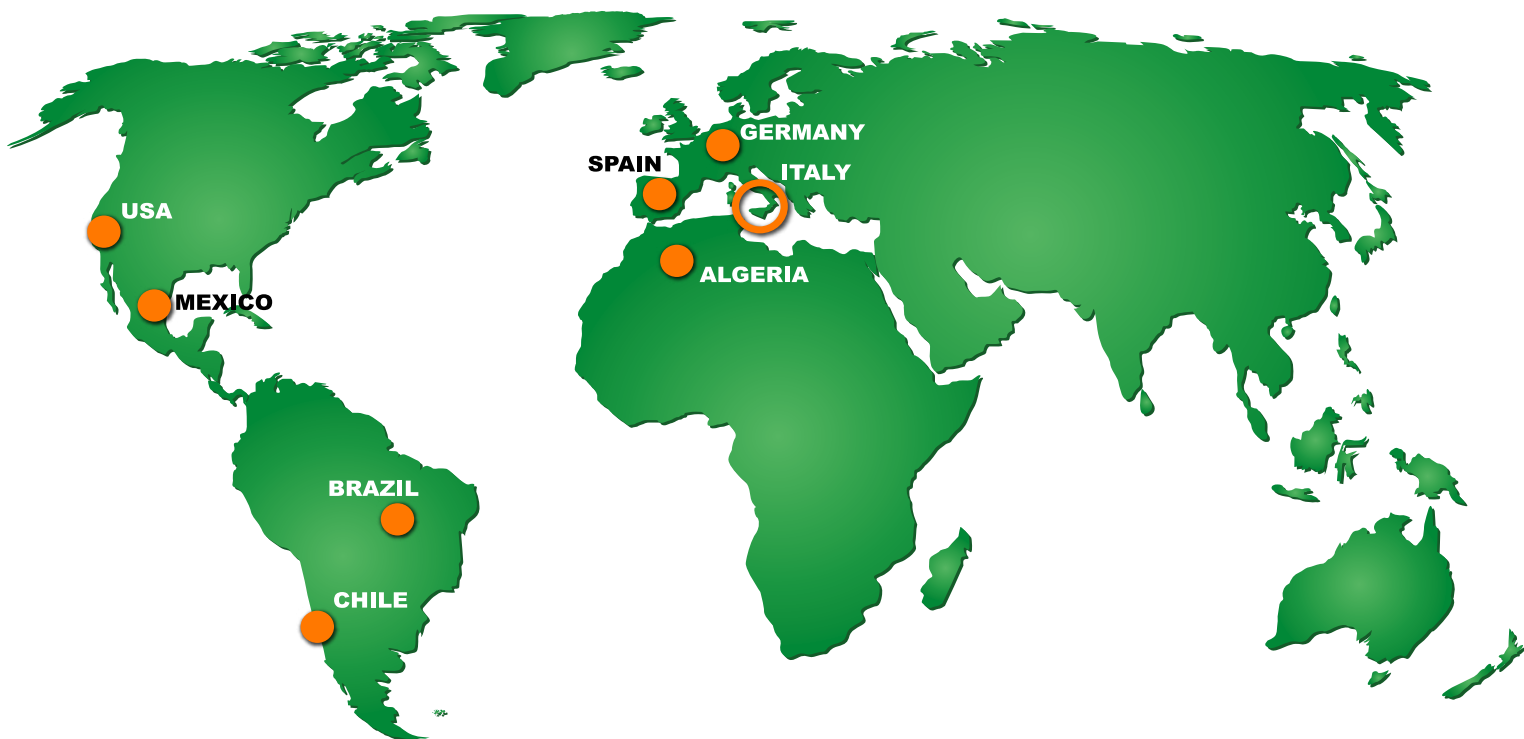 GERMANY
SPAIN
ITALY
USA
ALGERIA
MEXICO
BRAZIL
CHILE